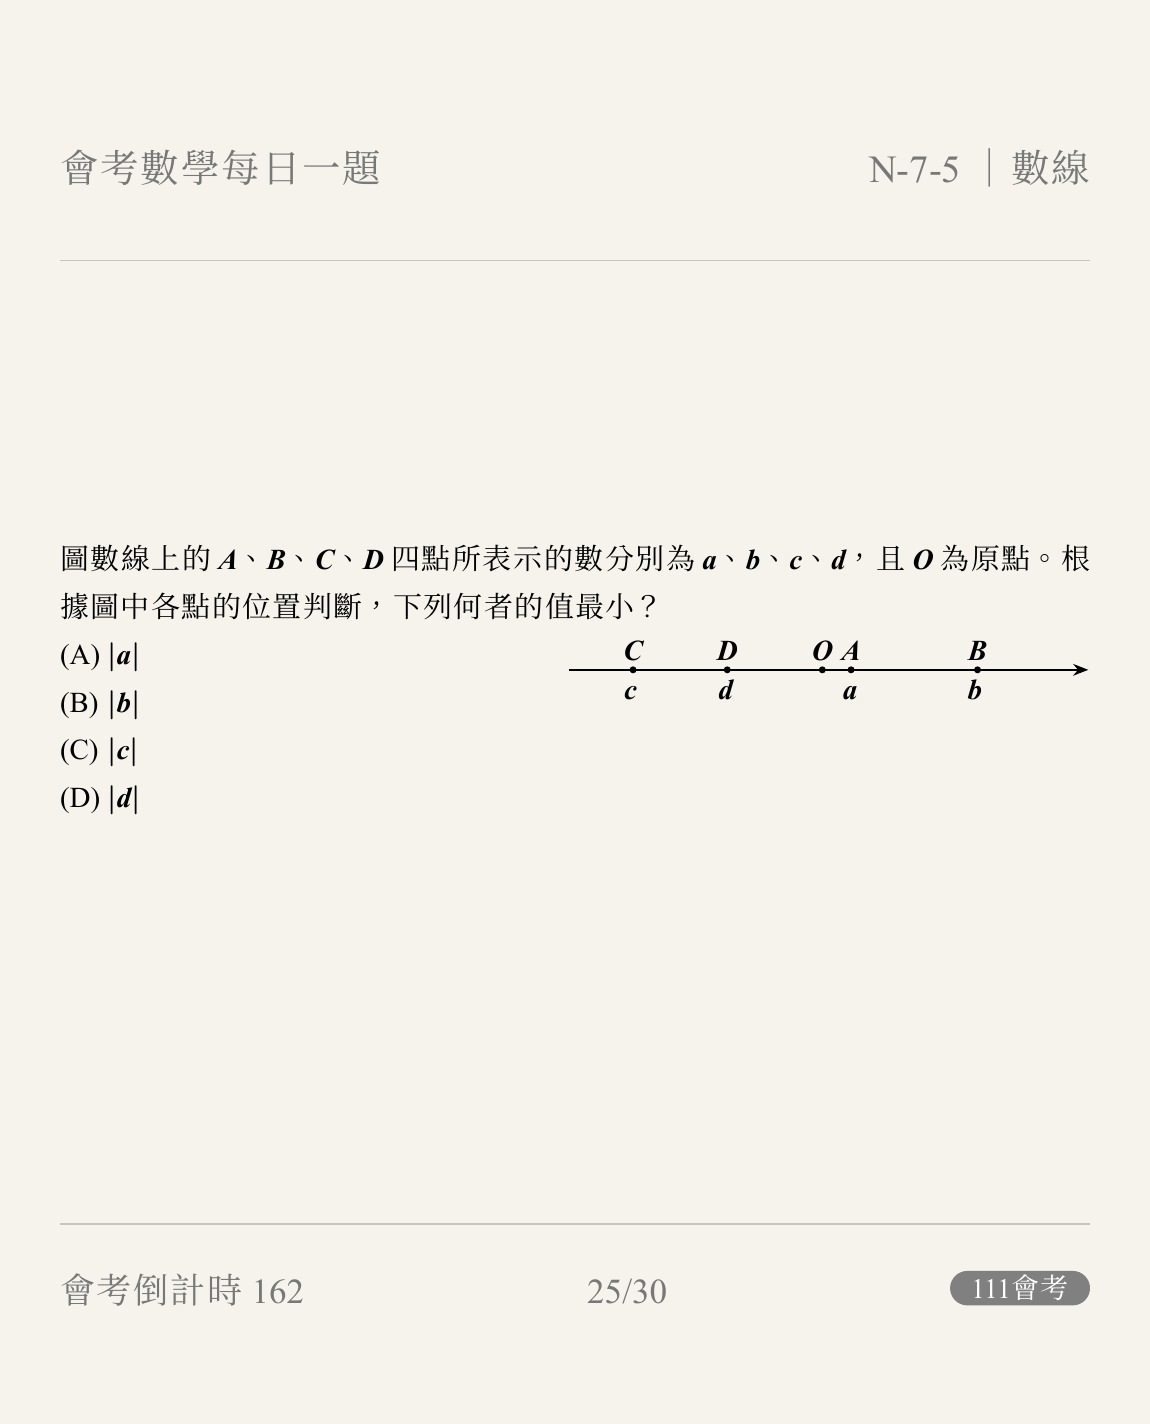 會考數學每日一題
N-7-5｜數線
圖數線上的 A、B、C、D 四點所表示的數分別為 a、b、c、d，且 O 為原點。根
據圖中各點的位置判斷，下列何者的值最小？
(A) |a|
(B) |b|
(C) |c|
(D) |d|
C D O A B
c d a b
會考倒計時 162
25/30
111會考